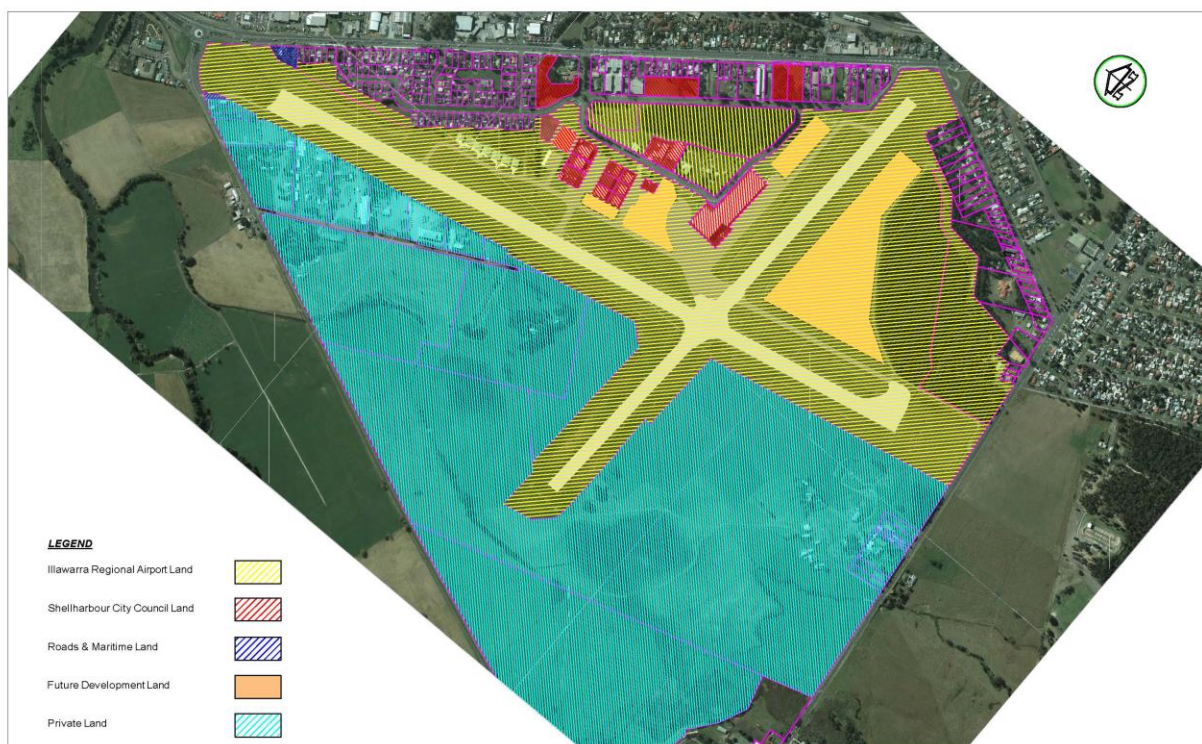 LEGEND
Illawarra Regional Airport Land
Shellharbour City Council Land
Roads & Maritime Land
Future Development Land
Private Land